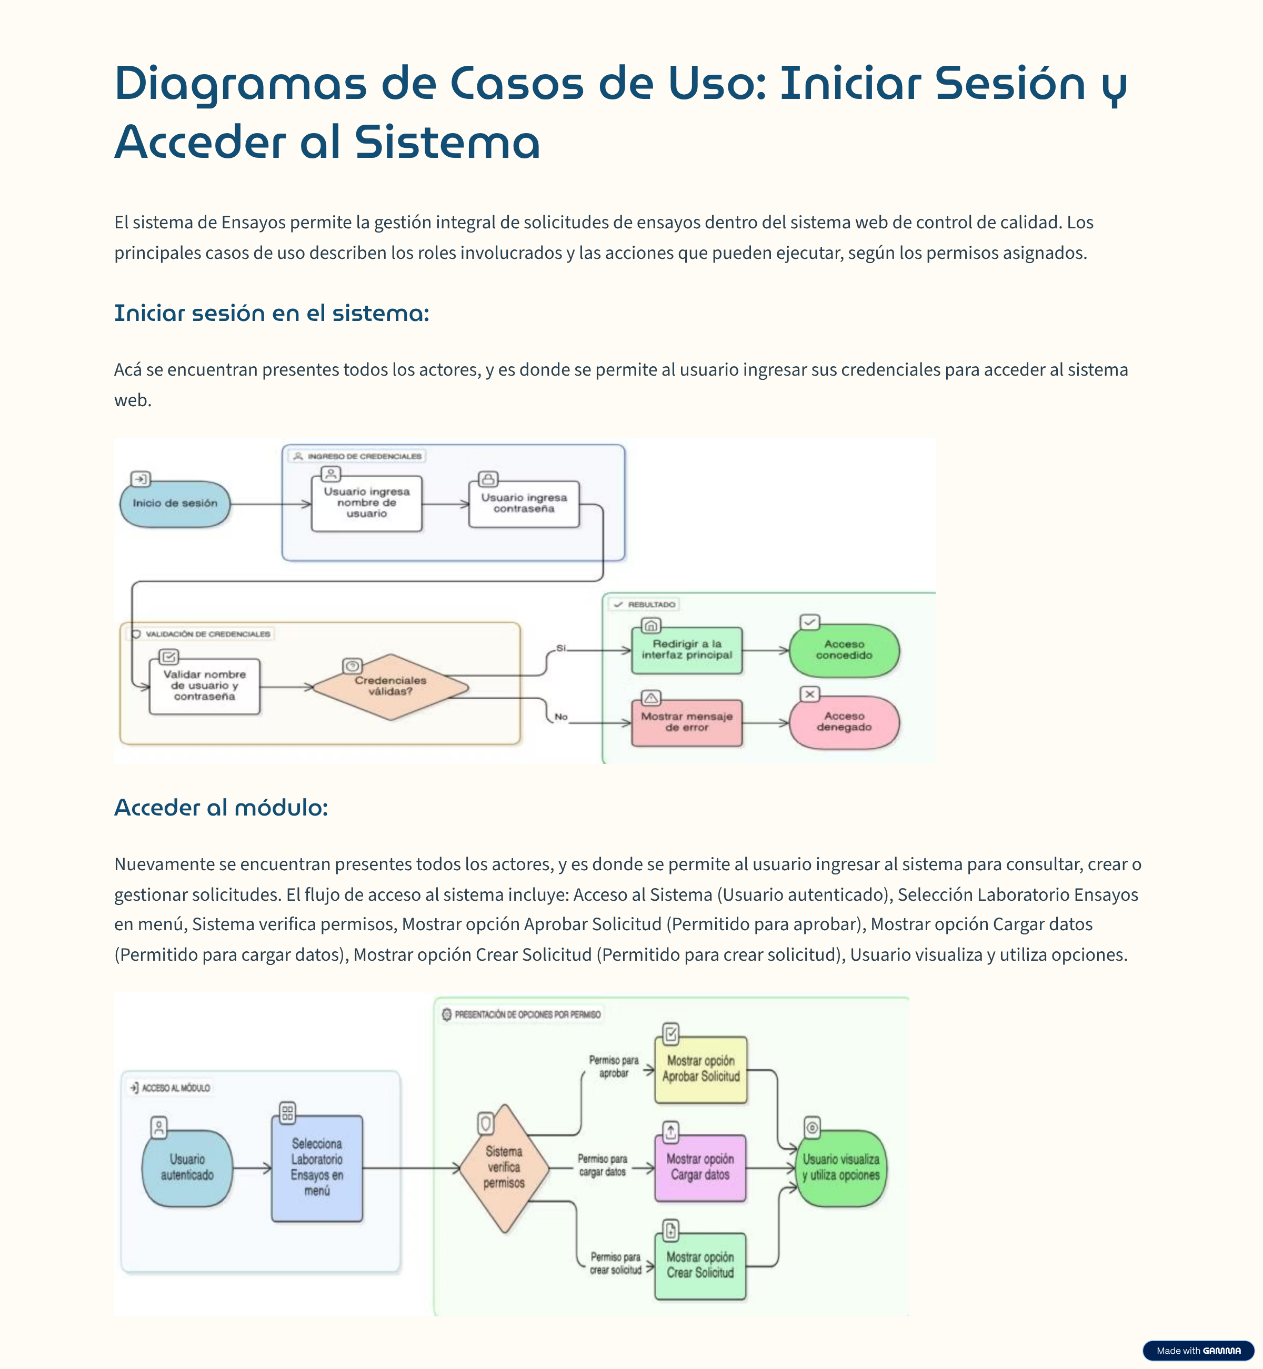 Diagramas de Casos de Uso: Iniciar Sesión y
Acceder al Sistema
El sistema de Ensayos permite la gestión integral de solicitudes de ensayos dentro del sistema web de control de calidad. Los
principales casos de uso describen los roles involucrados y las acciones que pueden ejecutar, según los permisos asignados.
Iniciar sesión en el sistema:
Acá se encuentran presentes todos los actores, y es donde se permite al usuario ingresar sus credenciales para acceder al sistema
web.
INGRESO DE CREDENCIALES
Inicio de sesión
Usuario ingresa
nombre de
usuario
Usuario ingresa
contraseña
VALIDACIÓN DE CREDENCIALES
Validar nombre
de usuario y
contraseña
Credenciales
válidas?
Sí
No
RESULTADO
Redirigir a la
interfaz principal
Acceso
concedido
Mostrar mensaje
de error
Acceso
denegado
Acceder al módulo:
Nuevamente se encuentran presentes todos los actores, y es donde se permite al usuario ingresar al sistema para consultar, crear o
gestionar solicitudes. El flujo de acceso al sistema incluye: Acceso al Sistema (Usuario autenticado), Selección Laboratorio Ensayos
en menú, Sistema verifica permisos, Mostrar opción Aprobar Solicitud (Permitido para aprobar), Mostrar opción Cargar datos
(Permitido para cargar datos), Mostrar opción Crear Solicitud (Permitido para crear solicitud), Usuario visualiza y utiliza opciones.
ACCESO AL MÓDULO
Usuario
autenticado
Selecciona
Laboratorio
Ensayos en
menú
PRESENTACIÓN DE OPCIONES POR PERMISO
Sistema
verifica
permisos
Permiso para
aprobar
Mostrar opción
Aprobar Solicitud
Permiso para
cargar datos
Mostrar opción
Cargar datos
Permiso para
crear solicitud
Mostrar opción
Crear Solicitud
Usuario visualiza
y utiliza opciones
Made with GAMMA